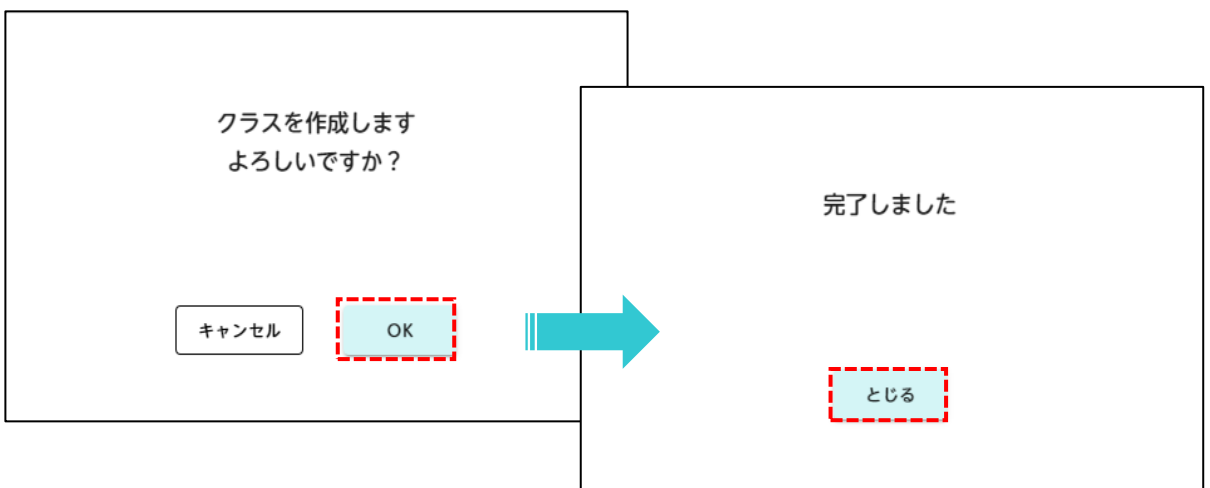 クラスを作成します
よろしいですか？
キャンセル
OK
完了しました
とじる